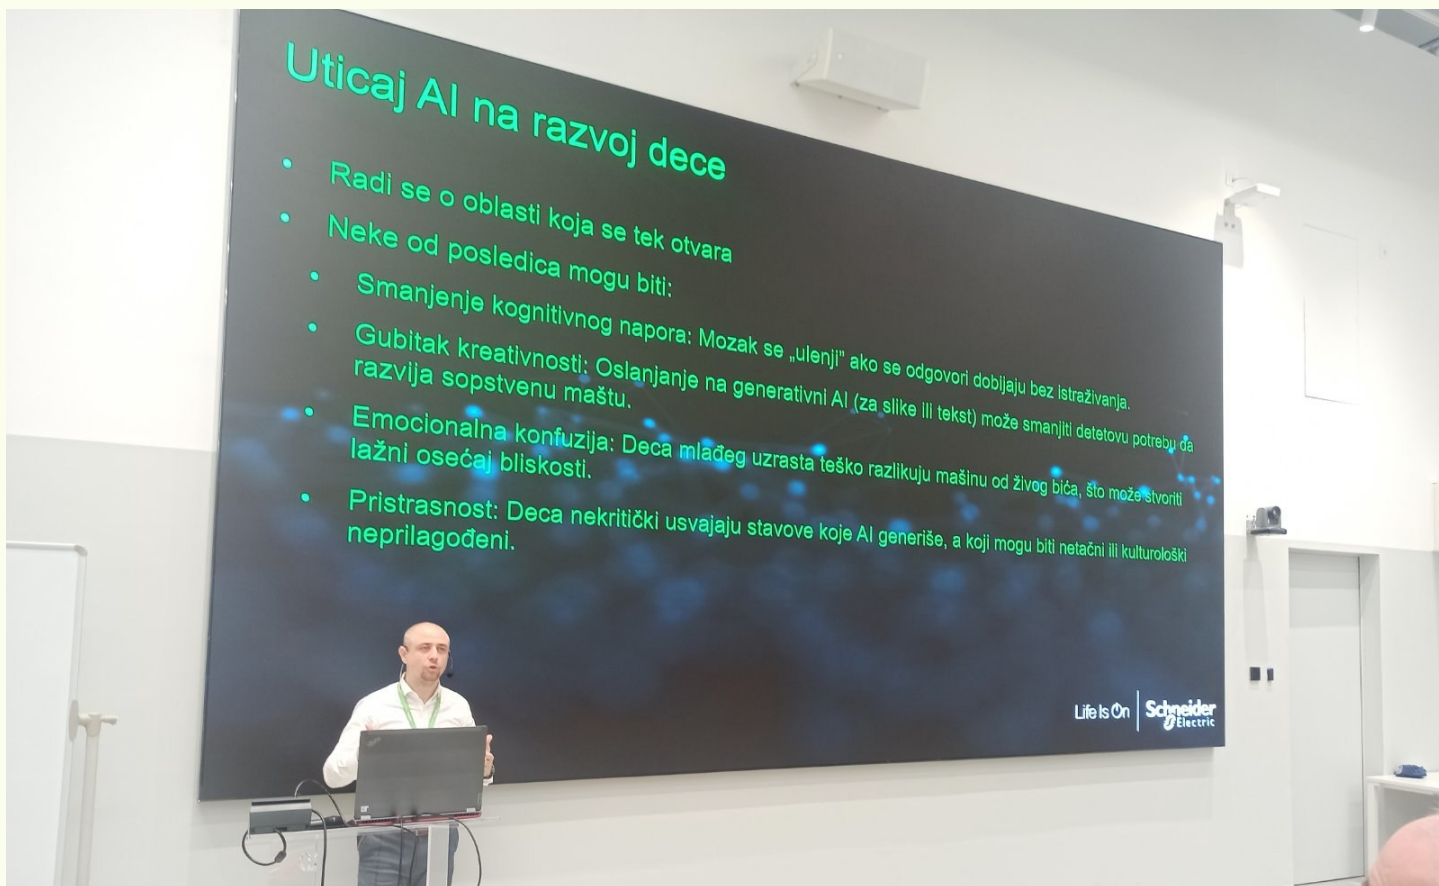 Uticaj AI na razvoj dece
Radi se o oblasti koja se tek otvara
Neke od posledica mogu biti:
Smanjenje kognitivnog napora: Mozak se „ulenji” ako se odgovori dobijaju bez istraživanja.
Gubitak kreativnosti: Oslanjanje na generativni AI (za slike ili tekst) može smanjiti detetovu potrebu da
razvija sopstvenu maštu.
Emocionalna konfuzija: Deca mlađeg uzrasta teško razlikuju mašinu od živog bića, što može stvoriti
lažni osećaj bliskosti.
Pristrasnost: Deca nekritički usvajaju stavove koje AI generiše, a koji mogu biti netačni ili kulturološki
neprilagođeni.
Life Is On
Schneider
Electric